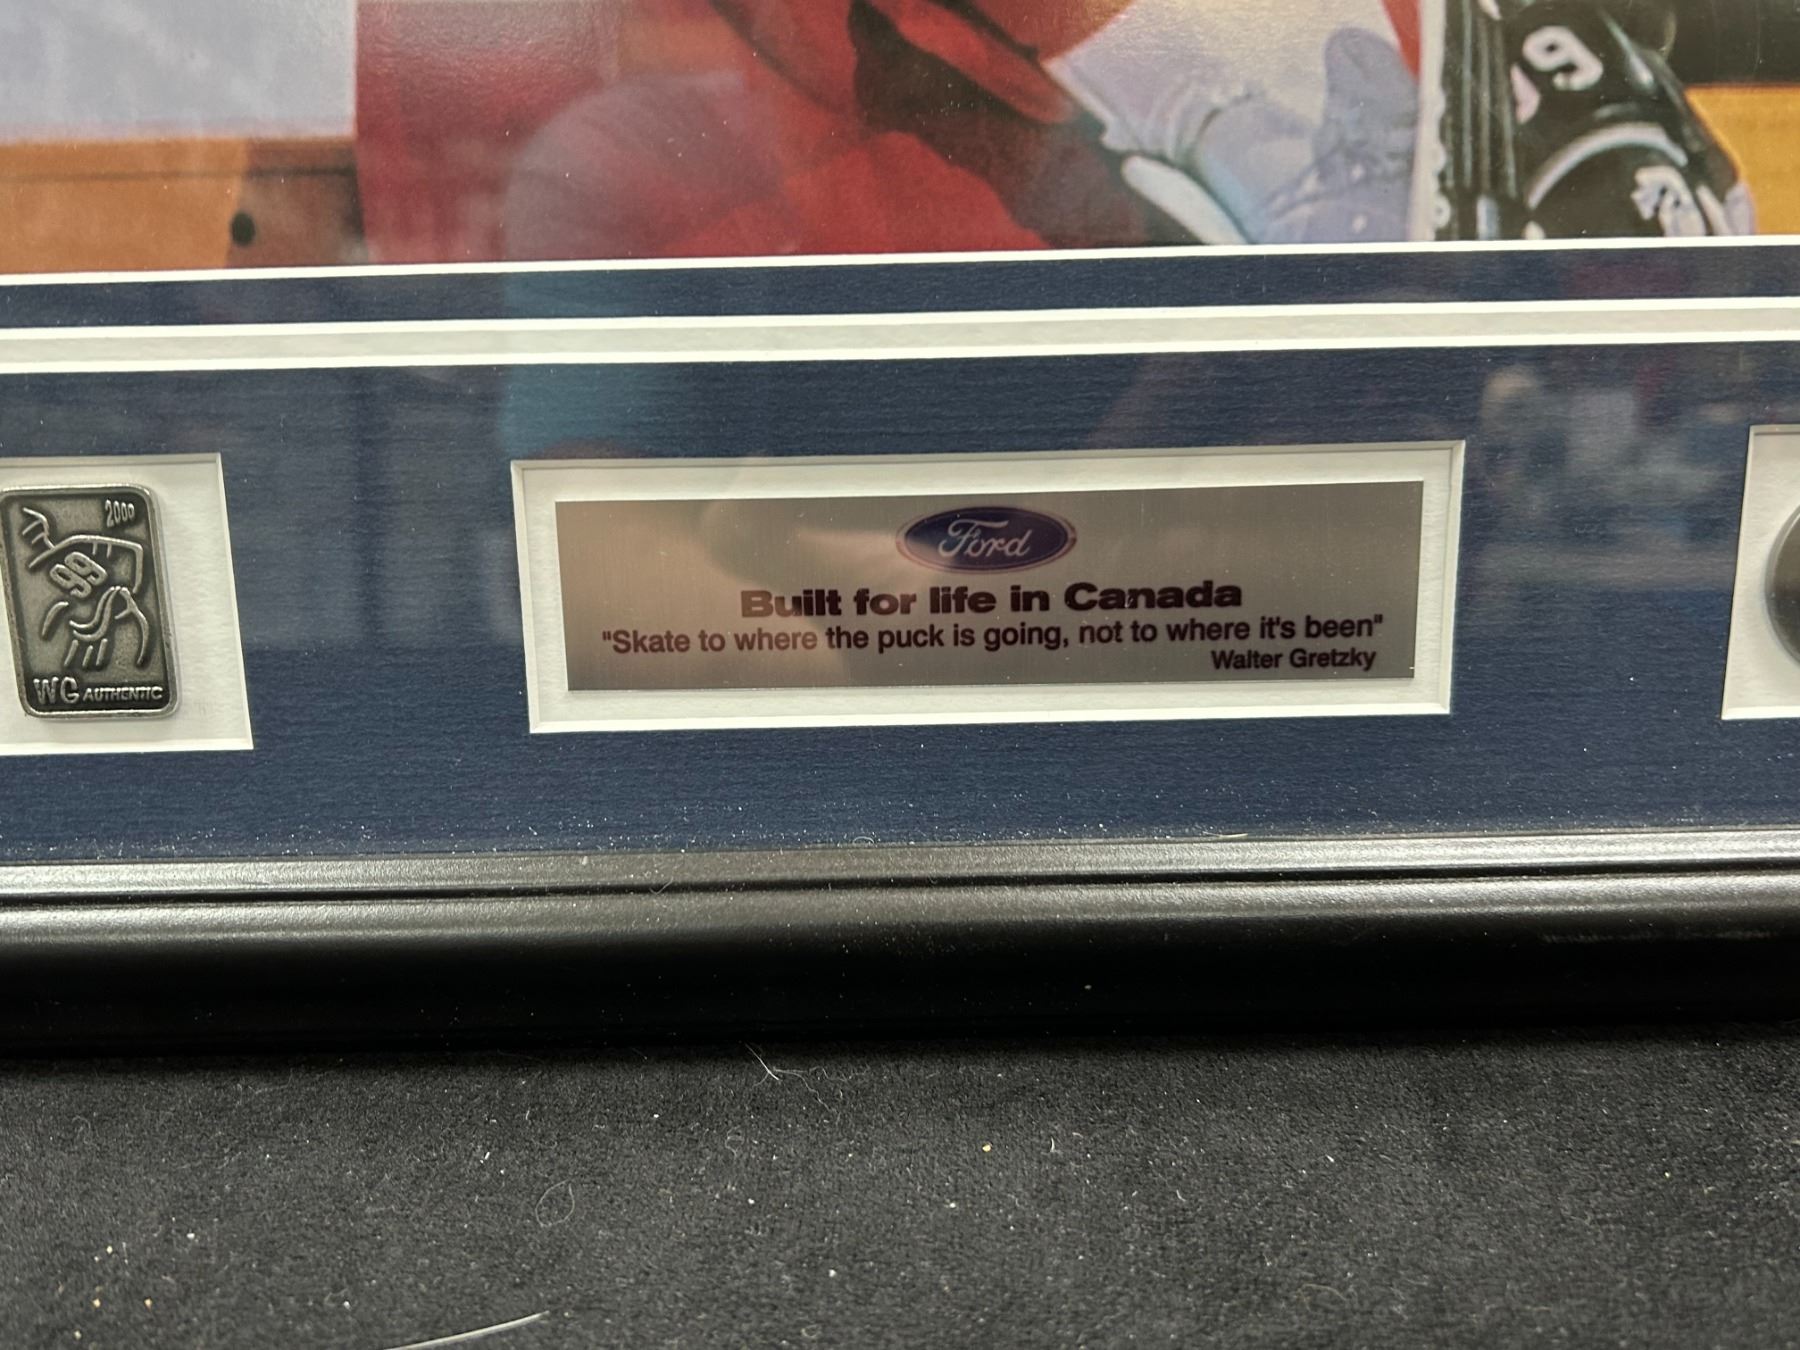 99
2000
99
WG AUTHENTIC
Ford
Built for life in Canada
"Skate to where the puck is going, not to where it's been"
Walter Gretzky